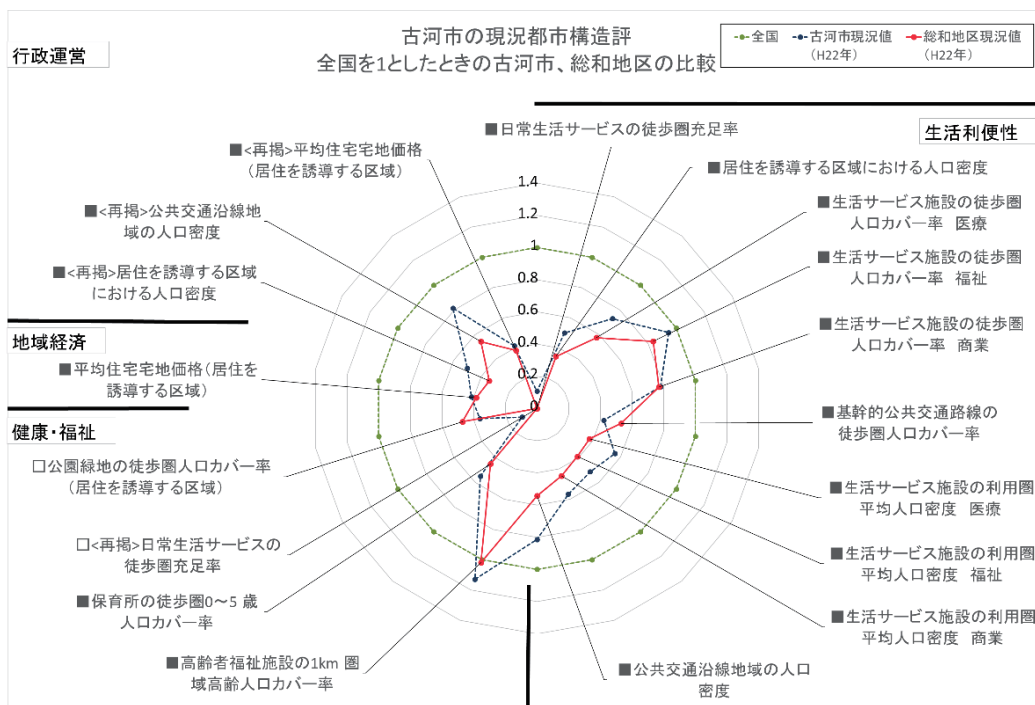 行政運営
古河市の現況都市構造評
全国を1としたときの古河市、総和地区の比較
全国
古河市現況値
(H22年)
総和地区現況値
(H22年)
生活利便性
■日常生活サービスの徒歩圏充足率
■居住を誘導する区域における人口密度
■生活サービス施設の徒歩圏
人口カバー率 医療
■生活サービス施設の徒歩圏
人口カバー率 福祉
■生活サービス施設の徒歩圏
人口カバー率 商業
■基幹的公共交通路線の
徒歩圏人口カバー率
■生活サービス施設の利用圏
平均人口密度 医療
■生活サービス施設の利用圏
平均人口密度 福祉
■生活サービス施設の利用圏
平均人口密度 商業
■公共交通沿線地域の人口
密度
■高齢者福祉施設の1km 圏
域高齢人口カバー率
■保育所の徒歩圏0～5 歳
人口カバー率
□<再掲>日常生活サービスの
徒歩圏充足率
□公園緑地の徒歩圏人口カバー率
(居住を誘導する区域)
健康・福祉
■平均住宅宅地価格(居住を
誘導する区域)
地域経済
■<再掲>居住を誘導する区域
における人口密度
■<再掲>公共交通沿線地
域の人口密度
■<再掲>平均住宅宅地価格
(居住を誘導する区域)
1.4
1.2
1
0.8
0.6
0.4
0.2
0